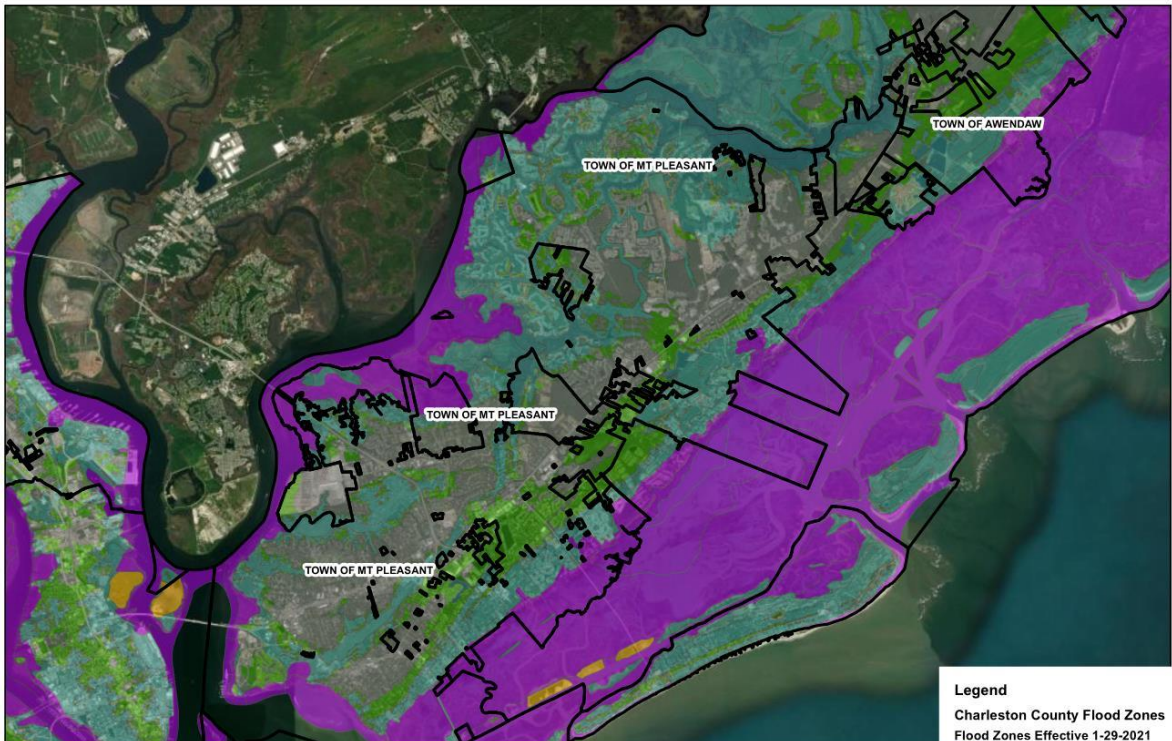 TOWN OF AWENDAW
TOWN OF MT PLEASANT
TOWN OF MT PLEASANT
TOWN OF MT PLEASANT
Legend
Charleston County Flood Zones
Flood Zones Effective 1-29-2021